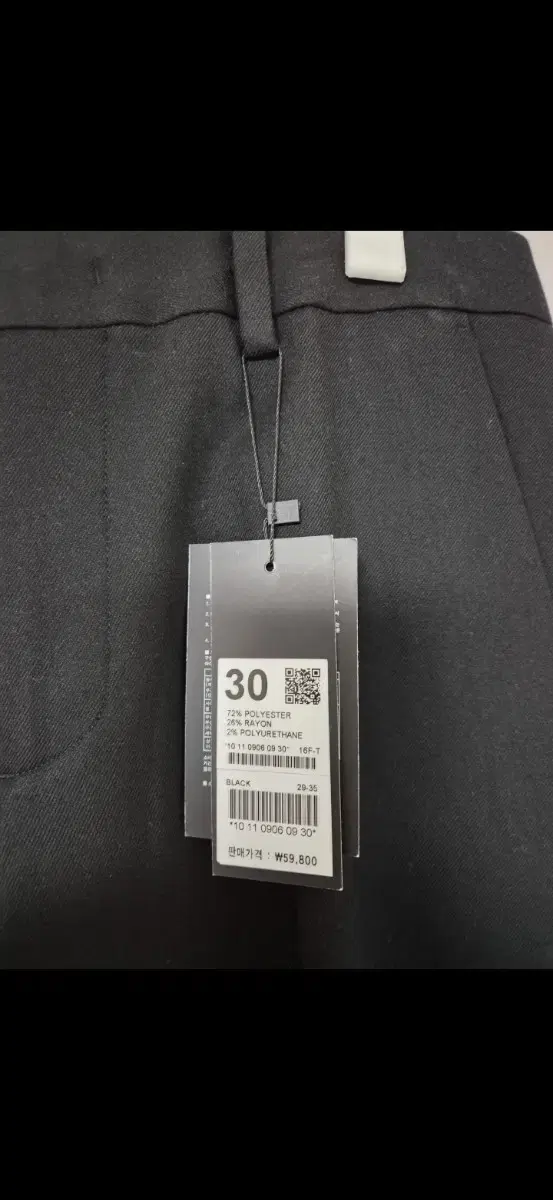 30
72% POLYESTER
26% RAYON
2% POLYURETHANE
*10 11 0906 09 30* 16F-T
BLACK 29-35
*10 11 0906 09 30*
판매가격 : ₩59,800